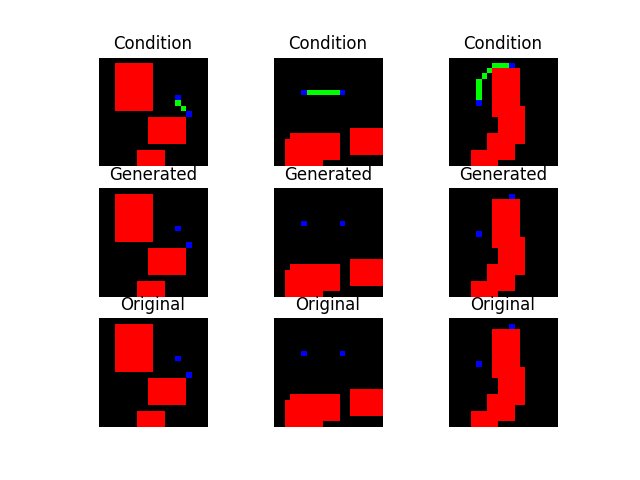 Condition Condition Condition
Generated Generated Generated
Original Original Original